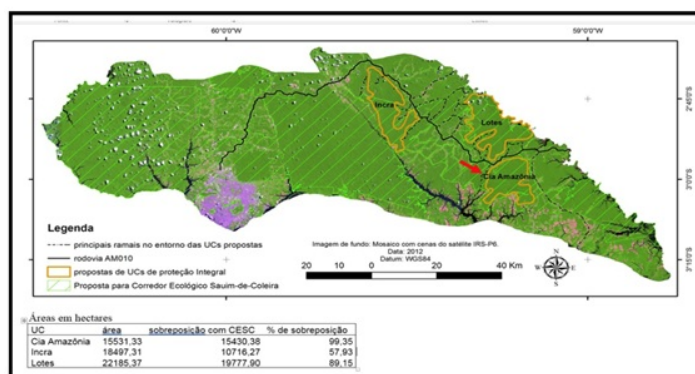 60°0'0"W
59°0'0"W
2°45'S
3°0'0"S
3°15'S
Incra
Lotes
Cia Amazônia
Legenda
principais ramais no entorno das UCs propostas
rodovia AM010
propostas de UCs de proteção Integral
Proposta para Corredor Ecológico Sauim-de-Coleira
Imagem de fundo: Mosaico com cenas do satélite IRS-P6.
Data: 2012
Datum: WGS84
20 10 0 20 40 Km
N
W E
S
Áreas em hectares
UC área sobreposição com CESC % de sobreposição
Cia Amazônia 15531,33 15430,38 99,35
Incra 18497,31 10716,27 57,93
Lotes 22185,37 19777,90 89,15